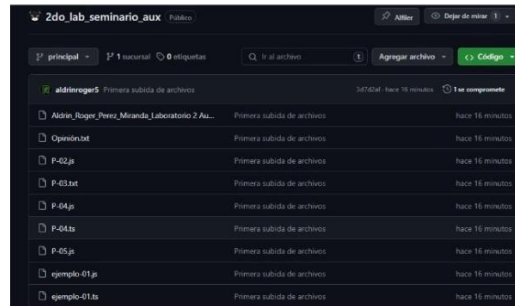 2do_lab_seminario_aux Público Alfiler Dejar de mirar 1
principal 1 sucursal 0 etiquetas Ir al archivo t Agregar archivo <> Código
aldrinroger5 Primera subida de archivos 3d7d2af · hace 16 minutos 1 se compromete
Aldrin_Roger_Perez_Miranda_Laboratorio 2 Au... Primera subida de archivos hace 16 minutos
Opinión.txt Primera subida de archivos hace 16 minutos
P-02.js Primera subida de archivos hace 16 minutos
P-03.txt Primera subida de archivos hace 16 minutos
P-04.js Primera subida de archivos hace 16 minutos
P-04.ts Primera subida de archivos hace 16 minutos
P-05.js Primera subida de archivos hace 16 minutos
ejemplo-01.js Primera subida de archivos hace 16 minutos
ejemplo-01.ts Primera subida de archivos hace 16 minutos